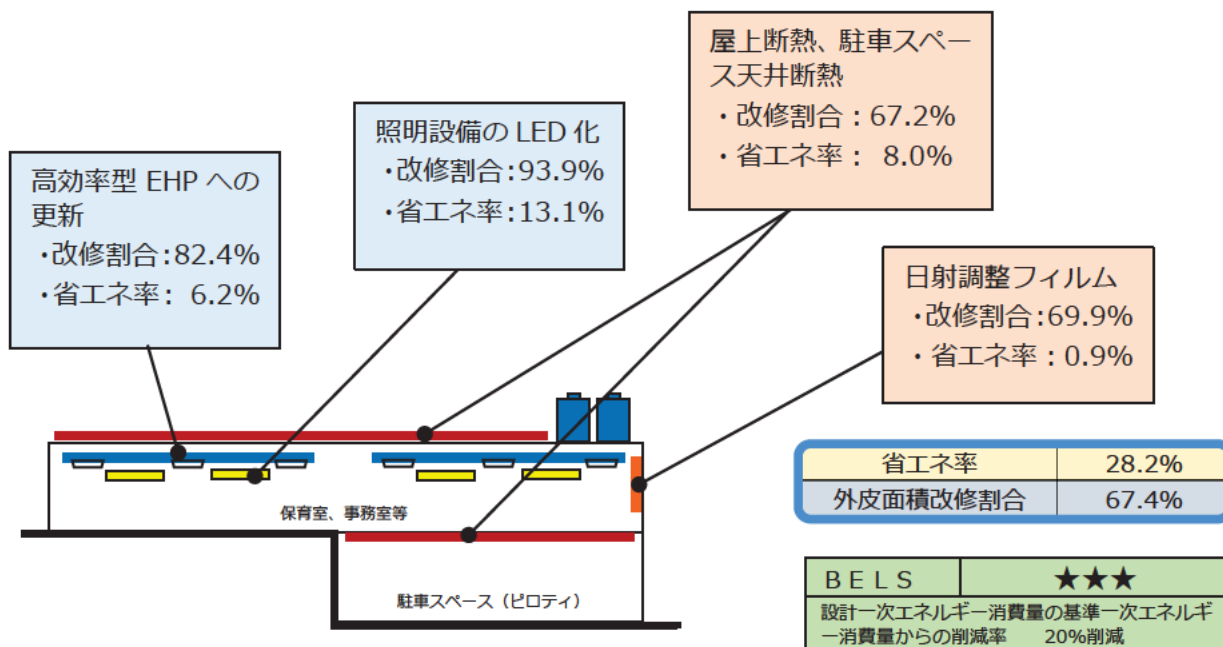 屋上断熱、駐車スペー
ス天井断熱
・改修割合：67.2%
・省エネ率： 8.0%
照明設備の LED 化
・改修割合：93.9%
・省エネ率：13.1%
高効率型 EHP への
更新
・改修割合：82.4%
・省エネ率： 6.2%
日射調整フィルム
・改修割合：69.9%
・省エネ率：0.9%
保育室、事務室等
駐車スペース（ピロティ）
省エネ率 28.2%
外皮面積改修割合 67.4%
ＢＥＬＳ ★★★
設計一次エネルギー消費量の基準一次エネルギ
ー消費量からの削減率 20%削減